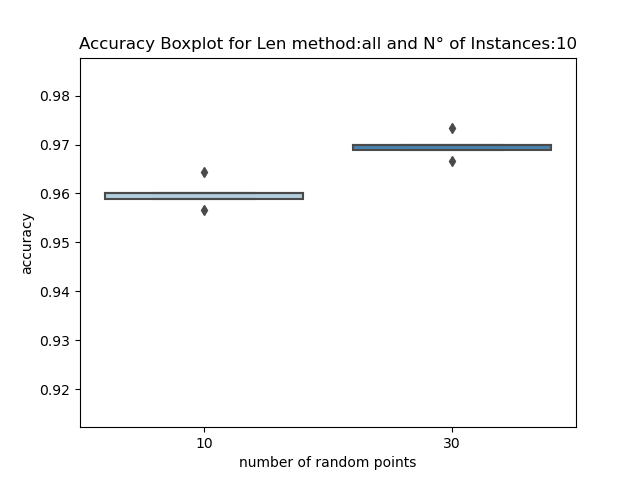 Accuracy Boxplot for Len method:all and N° of Instances:10
0.98
0.97
0.96
0.95
0.94
0.93
0.92
accuracy
10 30
number of random points